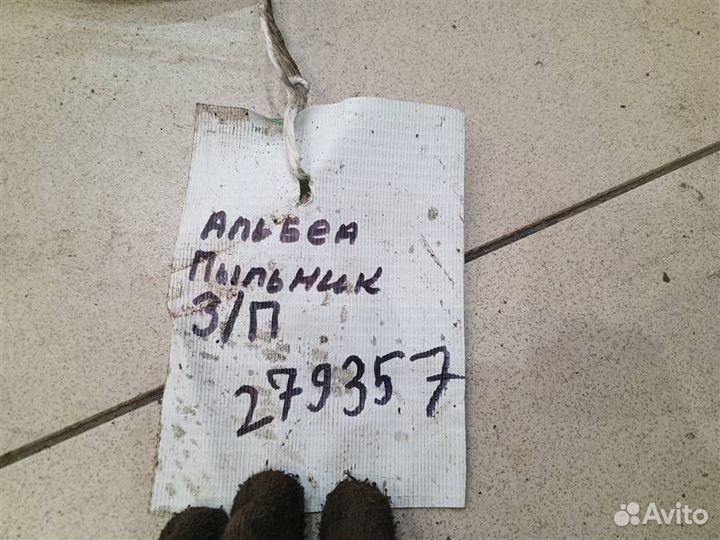 Альбеа
Пыльник
З/П
279357
Avito